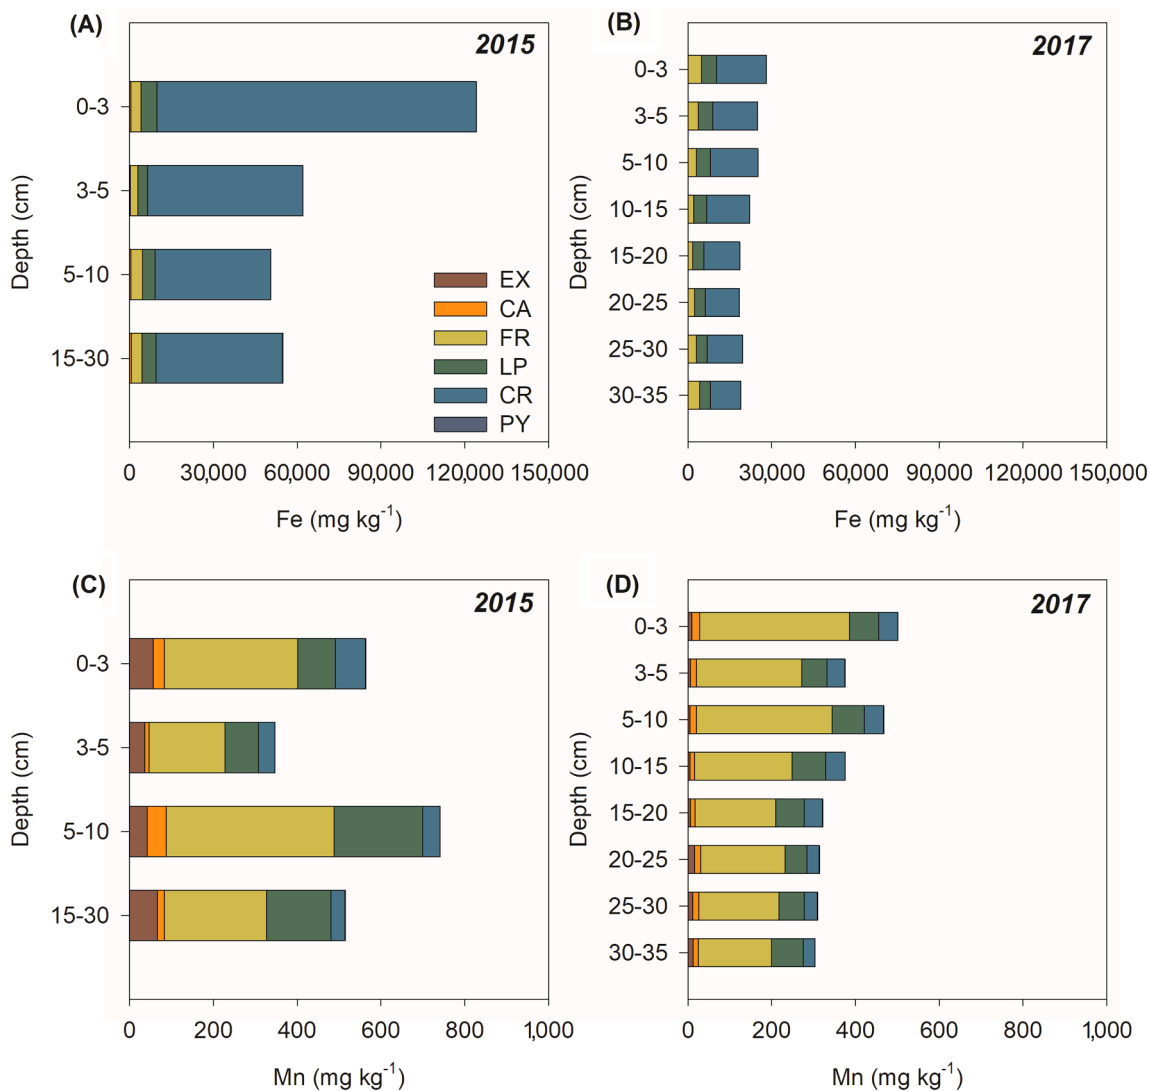 (A)
2015
Depth (cm)
0-3
3-5
5-10
15-30
EX
CA
FR
LP
CR
PY
0
30,000
60,000
90,000
120,000
150,000
Fe (mg kg-1)
(B)
2017
Depth (cm)
0-3
3-5
5-10
10-15
15-20
20-25
25-30
30-35
0
30,000
60,000
90,000
120,000
150,000
Fe (mg kg-1)
(C)
2015
Depth (cm)
0-3
3-5
5-10
15-30
0
200
400
600
800
1,000
Mn (mg kg-1)
(D)
2017
Depth (cm)
0-3
3-5
5-10
10-15
15-20
20-25
25-30
30-35
0
200
400
600
800
1,000
Mn (mg kg-1)